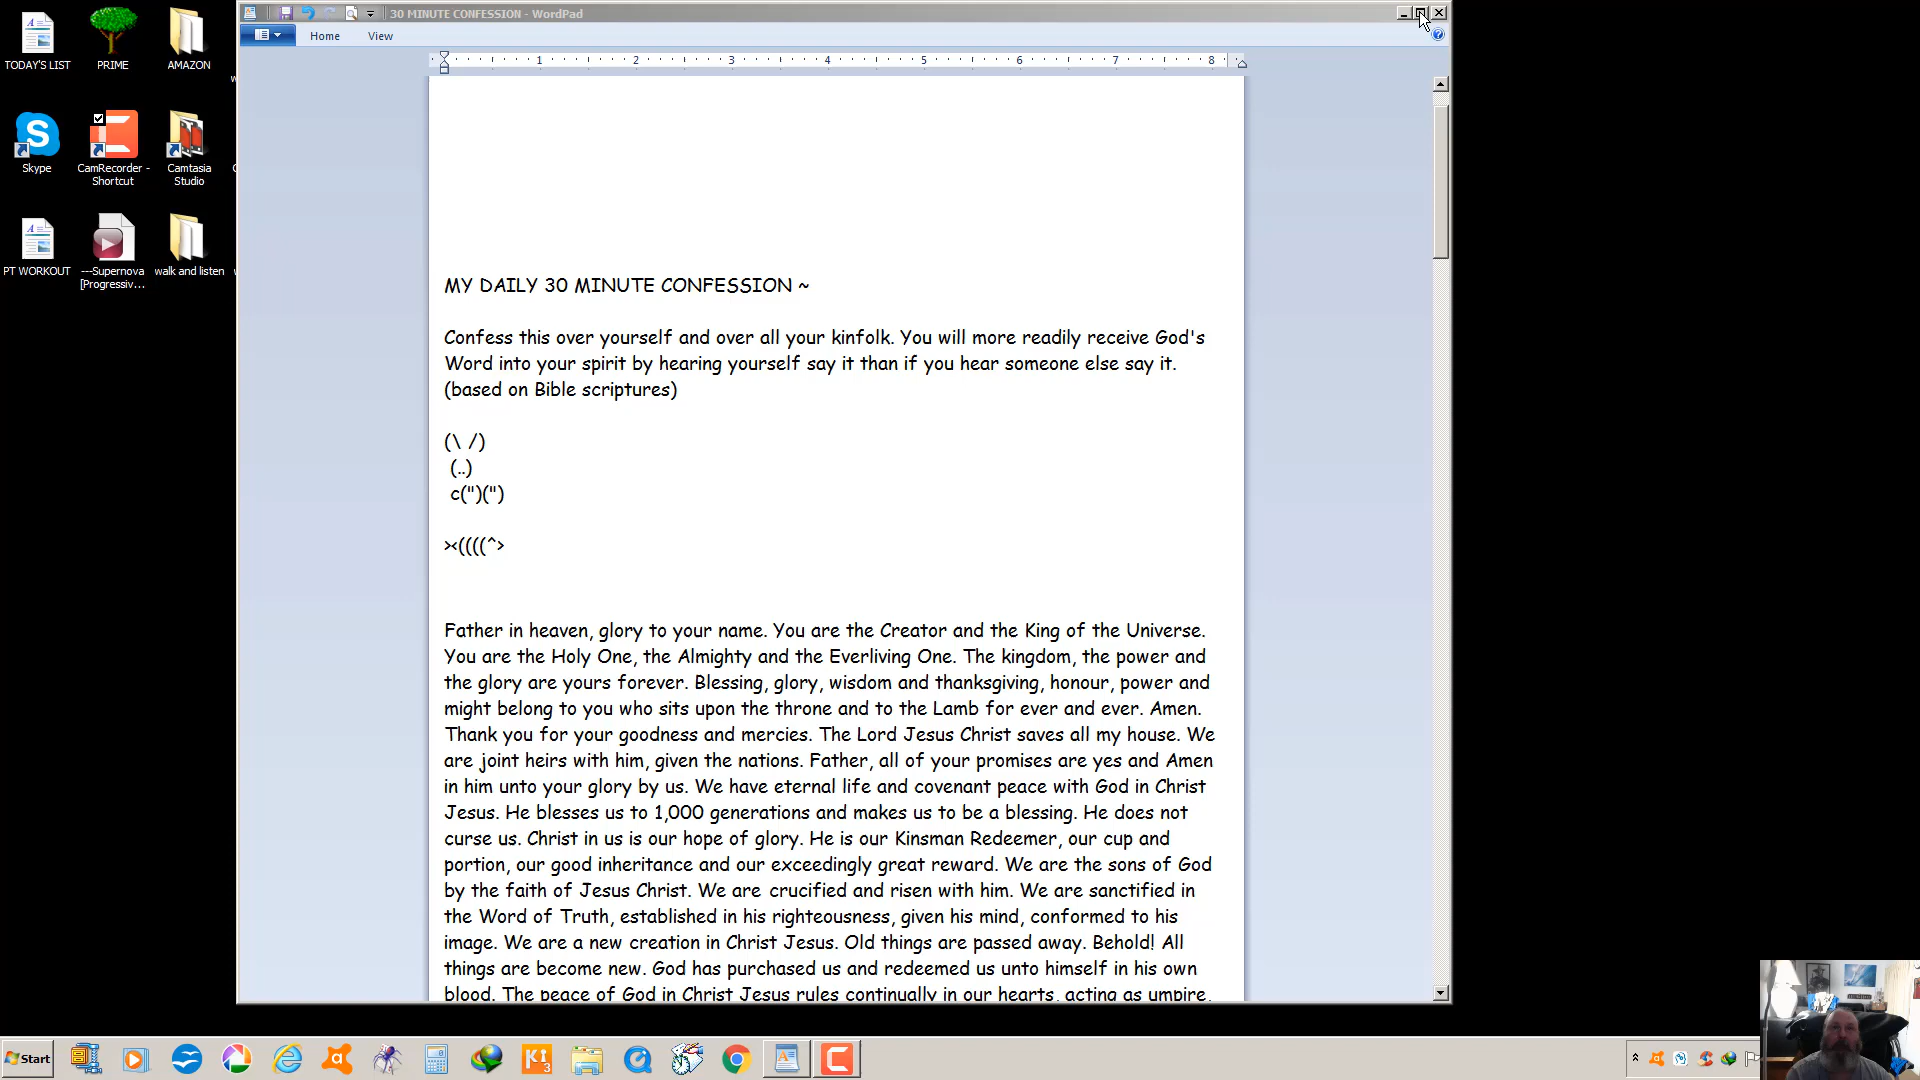 30 MINUTE CONFESSION - WordPad
Home View
1 2 3 4 5 6 7 8
TODAY'S LIST
PRIME
AMAZON
Skype
CamRecorder -
Shortcut
Camtasia
Studio
PT WORKOUT
---Supernova
[Progressiv...
walk and listen
MY DAILY 30 MINUTE CONFESSION ~
Confess this over yourself and over all your kinfolk. You will more readily receive God's
Word into your spirit by hearing yourself say it than if you hear someone else say it.
(based on Bible scriptures)
(\ /)
(..)
c(")(")
><((((^>
Father in heaven, glory to your name. You are the Creator and the King of the Universe.
You are the Holy One, the Almighty and the Everliving One. The kingdom, the power and
the glory are yours forever. Blessing, glory, wisdom and thanksgiving, honour, power and
might belong to you who sits upon the throne and to the Lamb for ever and ever. Amen.
Thank you for your goodness and mercies. The Lord Jesus Christ saves all my house. We
are joint heirs with him, given the nations. Father, all of your promises are yes and Amen
in him unto your glory by us. We have eternal life and covenant peace with God in Christ
Jesus. He blesses us to 1,000 generations and makes us to be a blessing. He does not
curse us. Christ in us is our hope of glory. He is our Kinsman Redeemer, our cup and
portion, our good inheritance and our exceedingly great reward. We are the sons of God
by the faith of Jesus Christ. We are crucified and risen with him. We are sanctified in
the Word of Truth, established in his righteousness, given his mind, conformed to his
image. We are a new creation in Christ Jesus. Old things are passed away. Behold! All
things are become new. God has purchased us and redeemed us unto himself in his own
blood. The peace of God in Christ Jesus rules continually in our hearts, acting as umpire,
Start